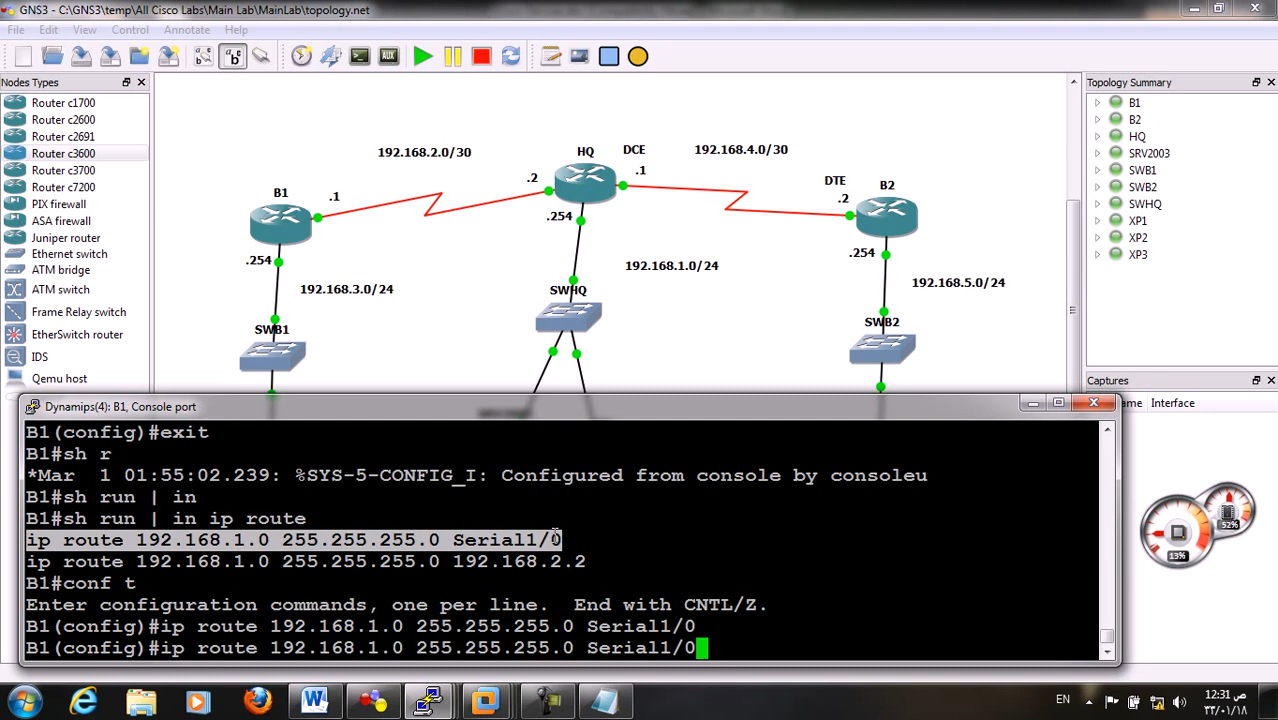 GNS3 - C:\GNS3\temp\All Cisco Labs\Main Lab\MainLab\topology.net
File Edit View Control Annotate Help
Nodes Types
Router c1700
Router c2600
Router c2691
Router c3600
Router c3700
Router c7200
PIX firewall
ASA firewall
Juniper router
Ethernet switch
ATM bridge
ATM switch
Frame Relay switch
EtherSwitch router
IDS
Qemu host
192.168.2.0/30
HQ
DCE
192.168.4.0/30
B1
.1
.2
.1
DTE
B2
.2
.254
.254
.254
192.168.3.0/24
192.168.1.0/24
192.168.5.0/24
SWHQ
SWB1
SWB2
Topology Summary
B1
B2
HQ
SRV2003
SWB1
SWB2
SWHQ
XP1
XP2
XP3
Captures
ame Interface
Dynamips(4): B1, Console port
B1(config)#exit
B1#sh r
*Mar 1 01:55:02.239: %SYS-5-CONFIG_I: Configured from console by consoleu
B1#sh run | in
B1#sh run | in ip route
ip route 192.168.1.0 255.255.255.0 Serial1/0
ip route 192.168.1.0 255.255.255.0 192.168.2.2
B1#conf t
Enter configuration commands, one per line. End with CNTL/Z.
B1(config)#ip route 192.168.1.0 255.255.255.0 Serial1/0
B1(config)#ip route 192.168.1.0 255.255.255.0 Serial1/0
13%
52%
EN
12:31 ص
٣٣/٠١/١٨